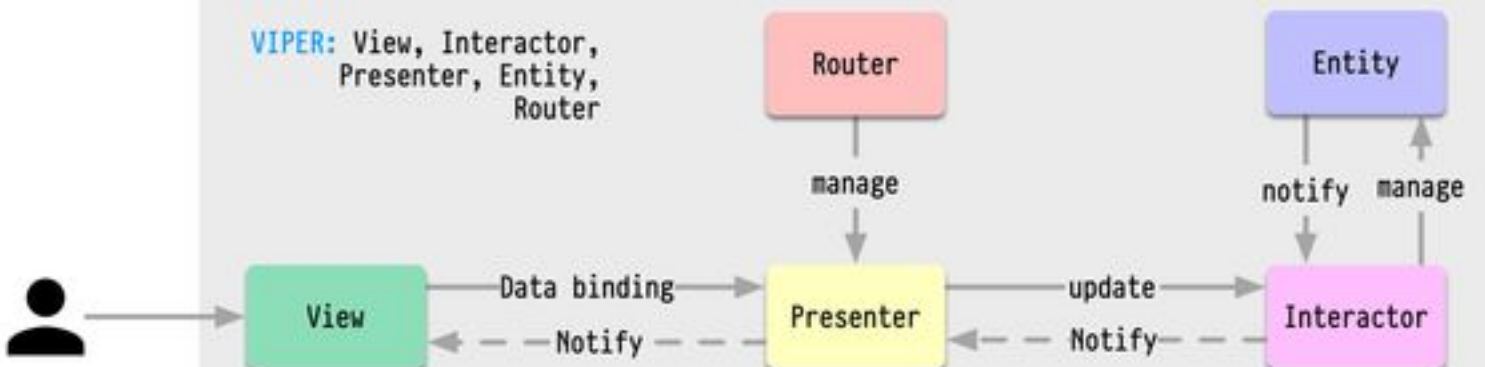 VIPER: View, Interactor,
Presenter, Entity,
Router
Router
Entity
manage
notify
manage
View
Data binding
Notify
Presenter
update
Notify
Interactor